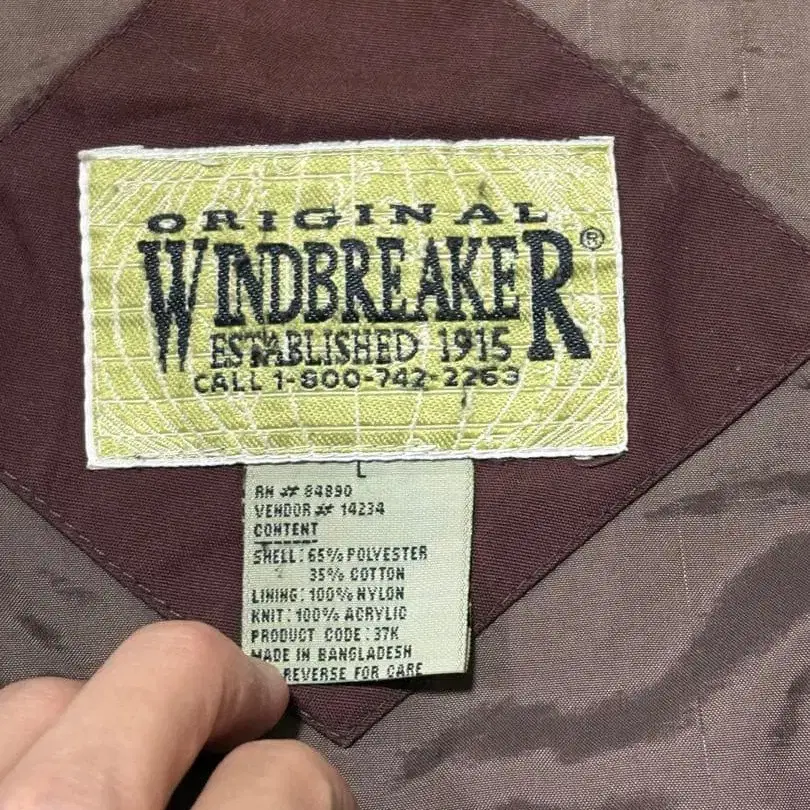 ORIGINAL
WINDBREAKER®
ESTABLISHED 1915
CALL 1-800-742-2263
L
RN # 84890
VENDOR # 14234
CONTENT
SHELL: 65% POLYESTER
35% COTTON
LINING: 100% NYLON
KNIT: 100% ACRYLIC
PRODUCT CODE: 37K
MADE IN BANGLADESH
REVERSE FOR CARE